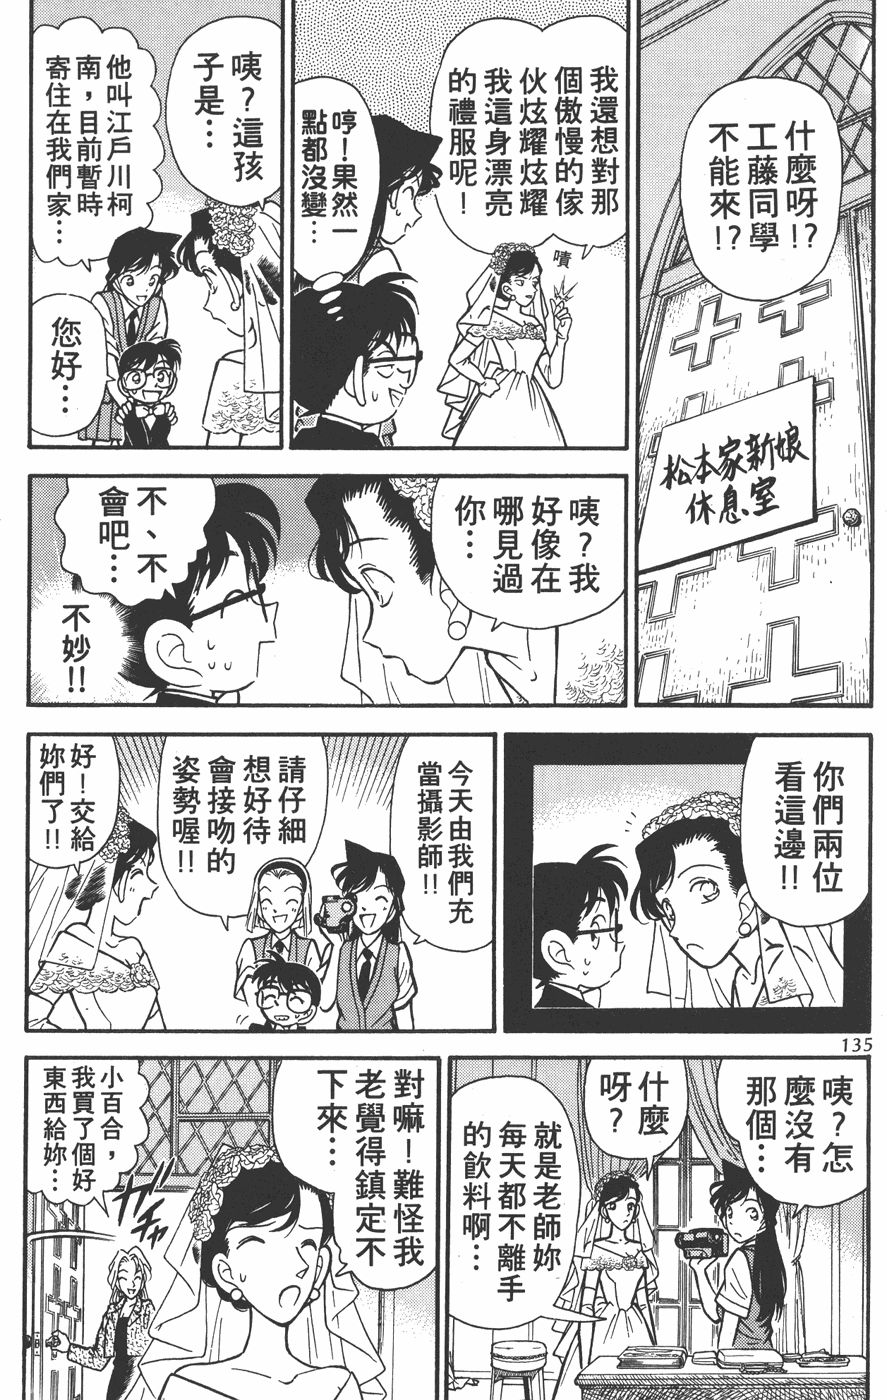 什麼呀!?
工藤同學
不能來!?
松本家新娘
休息室
我還想對那
個傲慢的傢
伙炫耀炫耀
我這身漂亮
的禮服呢!
嘖
哼!果然一
點都沒變…
咦?這孩
子是…
他叫江戶川柯
南,目前暫時
寄住在我們家…
您好…
咦?我
好像在
哪見過
你…
不、不
會吧…
不妙!!
你們兩位
看這邊!!
今天由我們充
當攝影師!!
請仔細
想好待
會接吻的
姿勢喔!!
好!交給
妳們了!!
135
咦?怎
麼沒有
那個…
什麼
呀?
就是老師妳
每天都不離手
的飲料啊…
對嘛!難怪我
老覺得鎮定不
下來…
ガチャ
小百合,
我買了個好
東西給妳…